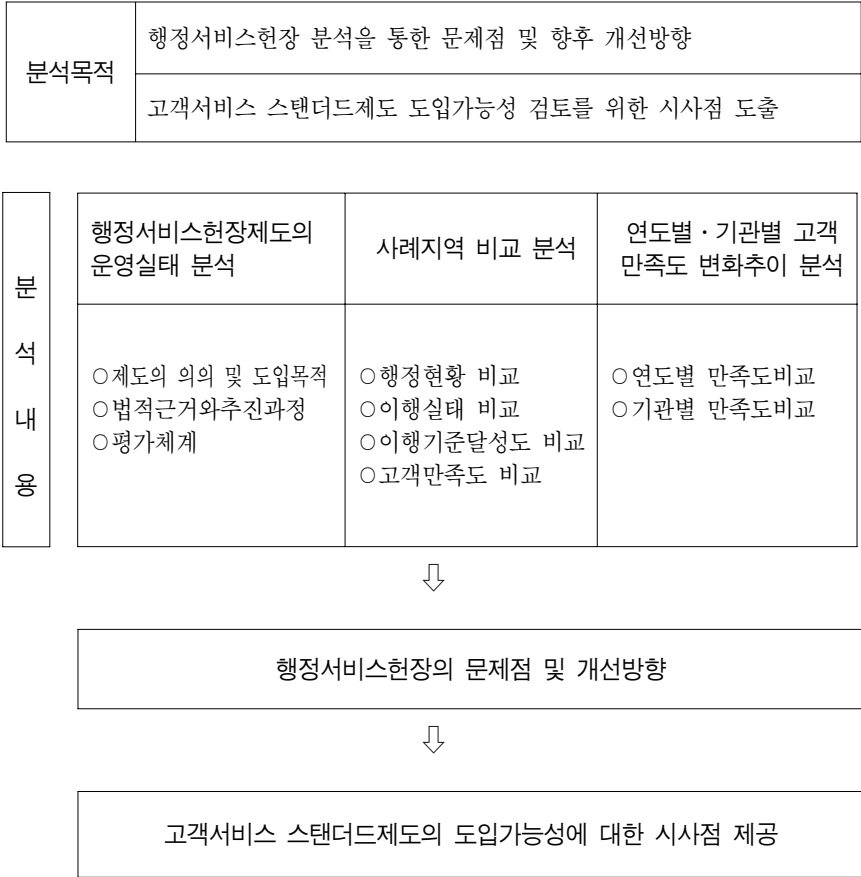 분석목적
행정서비스헌장 분석을 통한 문제점 및 향후 개선방향
고객서비스 스탠더드제도 도입가능성 검토를 위한 시사점 도출
분
석
내
용
행정서비스헌장제도의
운영실태 분석
사례지역 비교 분석
연도별・기관별 고객
만족도 변화추이 분석
○제도의 의의 및 도입목적
○법적근거와추진과정
○평가체계
○행정현황 비교
○이행실태 비교
○이행기준달성도 비교
○고객만족도 비교
○연도별 만족도비교
○기관별 만족도비교
⇩
행정서비스헌장의 문제점 및 개선방향
⇩
고객서비스 스탠더드제도의 도입가능성에 대한 시사점 제공